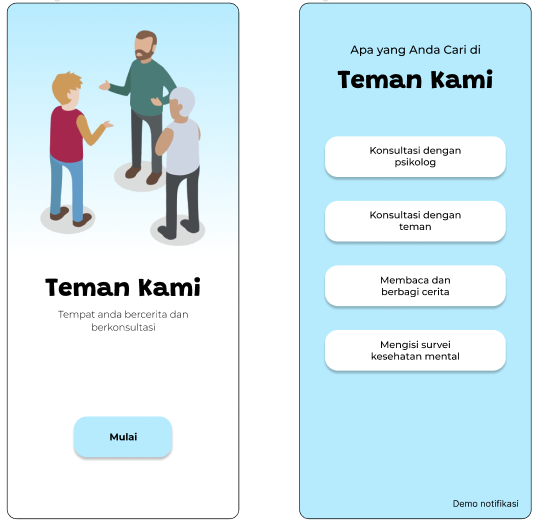 Teman Kami
Tempat anda bercerita dan
berkonsultasi
Mulai
Apa yang Anda Cari di
Teman Kami
Konsultasi dengan
psikolog
Konsultasi dengan
teman
Membaca dan
berbagi cerita
Mengisi survei
kesehatan mental
Demo notifikasi